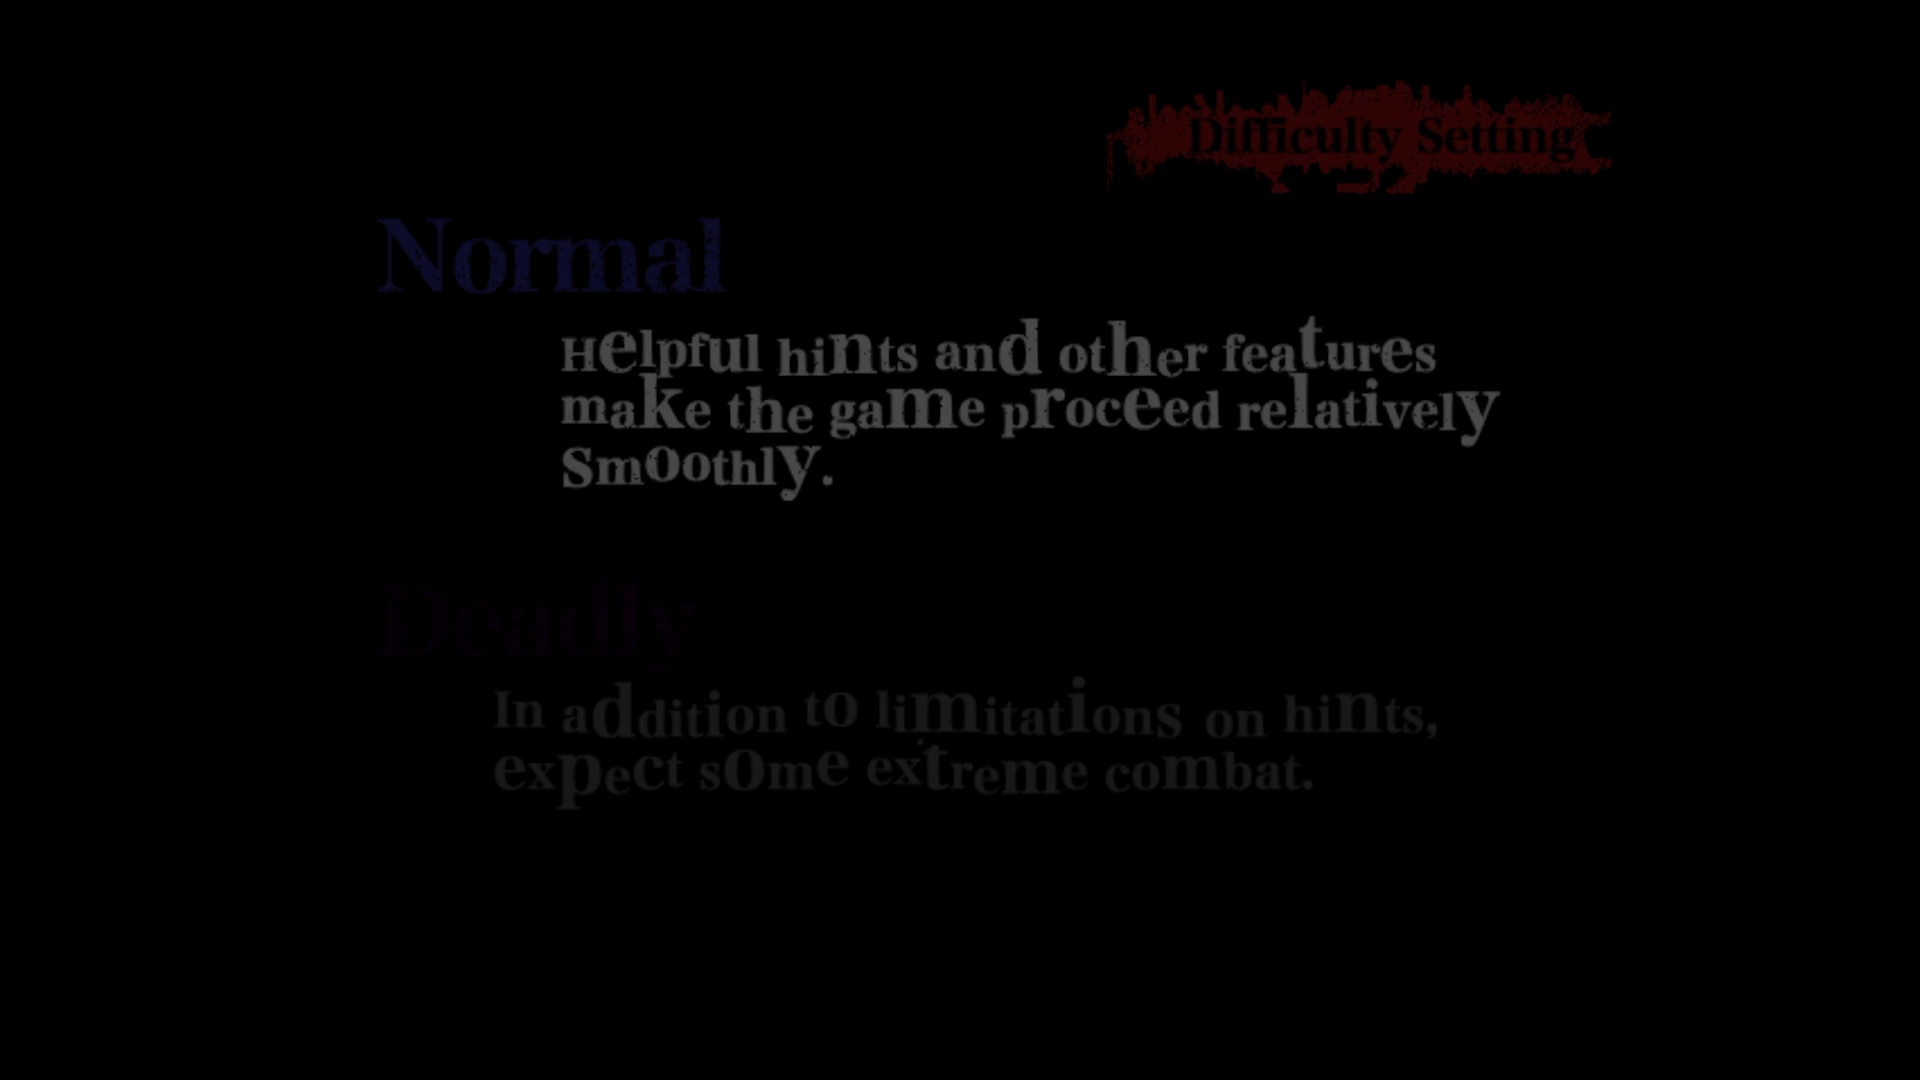 Difficulty Setting
Normal
Helpful hints and other features
make the game proceed relatively
Smoothly.
Deadly
In addition to limitations on hints,
expect some extreme combat.